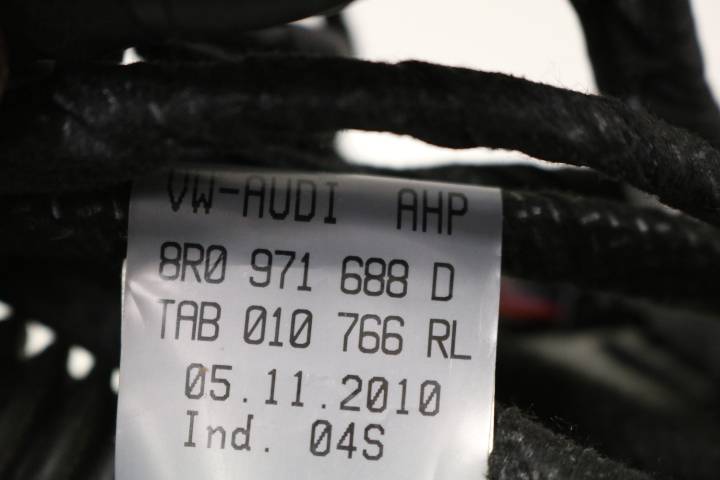 VW-AUDI AHP
8R0 971 688 D
TAB 010 766 RL
05.11.2010
Ind. 04S